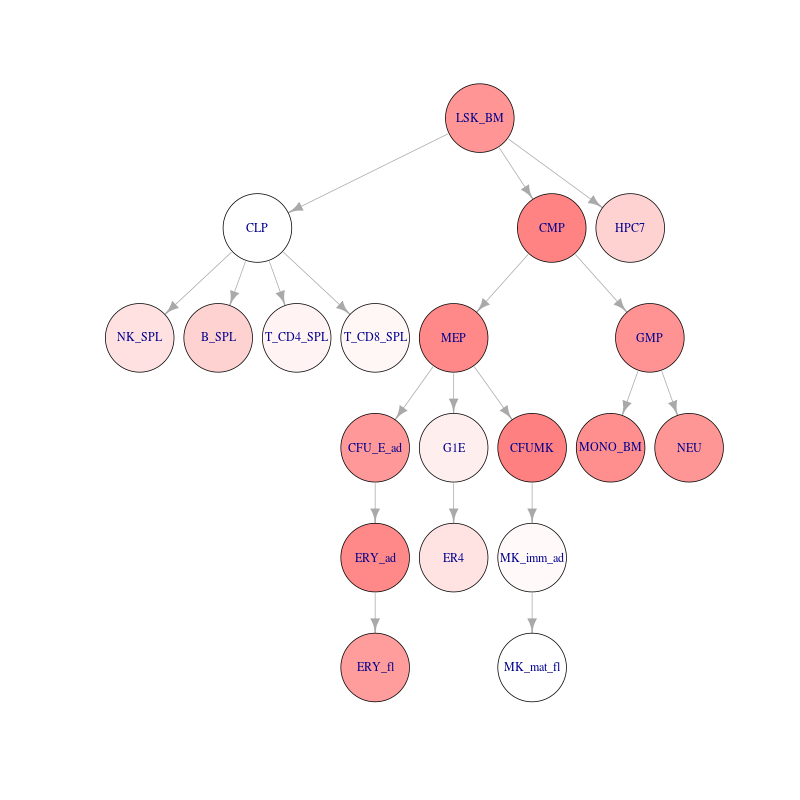 LSK_BM
CLP
CMP
HPC7
NK_SPL
B_SPL
T_CD4_SPL
T_CD8_SPL
MEP
GMP
CFU_E_ad
G1E
CFUMK
MONO_BM
NEU
ERY_ad
ER4
MK_imm_ad
ERY_fl
MK_mat_fl